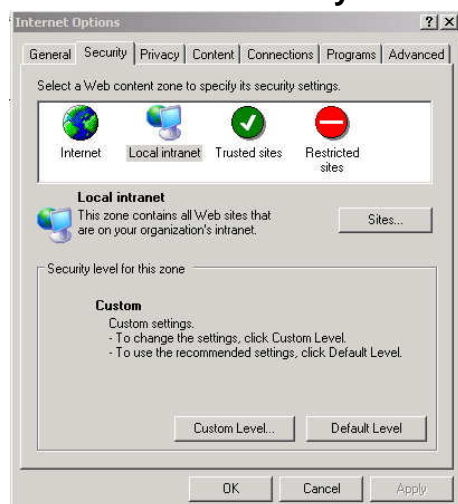 Internet Options
General Security Privacy Content Connections Programs Advanced
Select a Web content zone to specify its security settings.
Internet Local intranet Trusted sites Restricted
sites
Local intranet
This zone contains all Web sites that
are on your organization's intranet.
Sites...
Security level for this zone
Custom
Custom settings.
- To change the settings, click Custom Level.
- To use the recommended settings, click Default Level.
Custom Level... Default Level
OK Cancel Apply